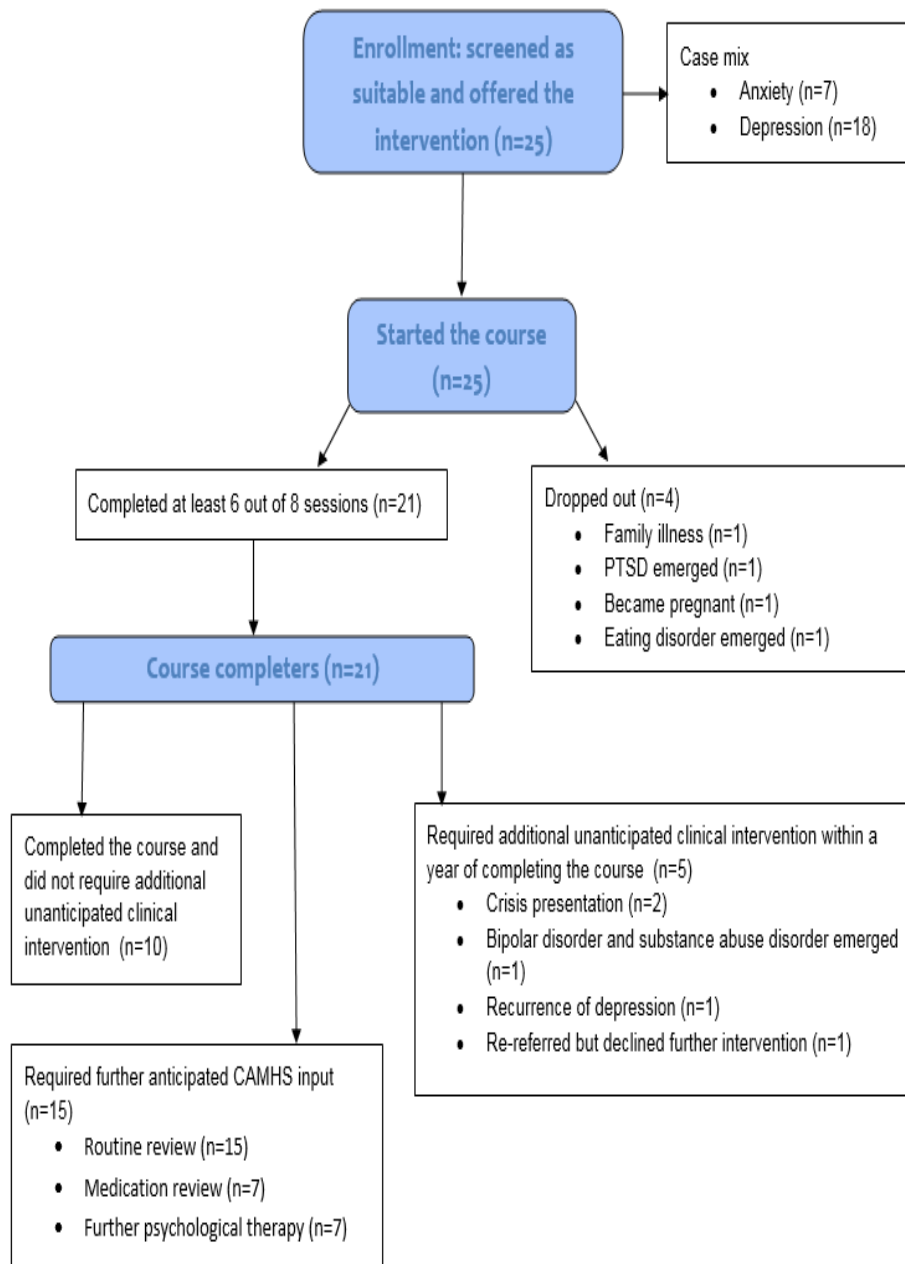 Enrollment: screened as
suitable and offered the
intervention (n=25)
Case mix
• Anxiety (n=7)
• Depression (n=18)
Started the course
(n=25)
Completed at least 6 out of 8 sessions (n=21)
Dropped out (n=4)
• Family illness (n=1)
• PTSD emerged (n=1)
• Became pregnant (n=1)
• Eating disorder emerged (n=1)
Course completers (n=21)
Completed the course and
did not require additional
unanticipated clinical
intervention (n=10)
Required additional unanticipated clinical intervention within a
year of completing the course (n=5)
• Crisis presentation (n=2)
• Bipolar disorder and substance abuse disorder emerged
(n=1)
• Recurrence of depression (n=1)
• Re-referred but declined further intervention (n=1)
Required further anticipated CAMHS input
(n=15)
• Routine review (n=15)
• Medication review (n=7)
• Further psychological therapy (n=7)